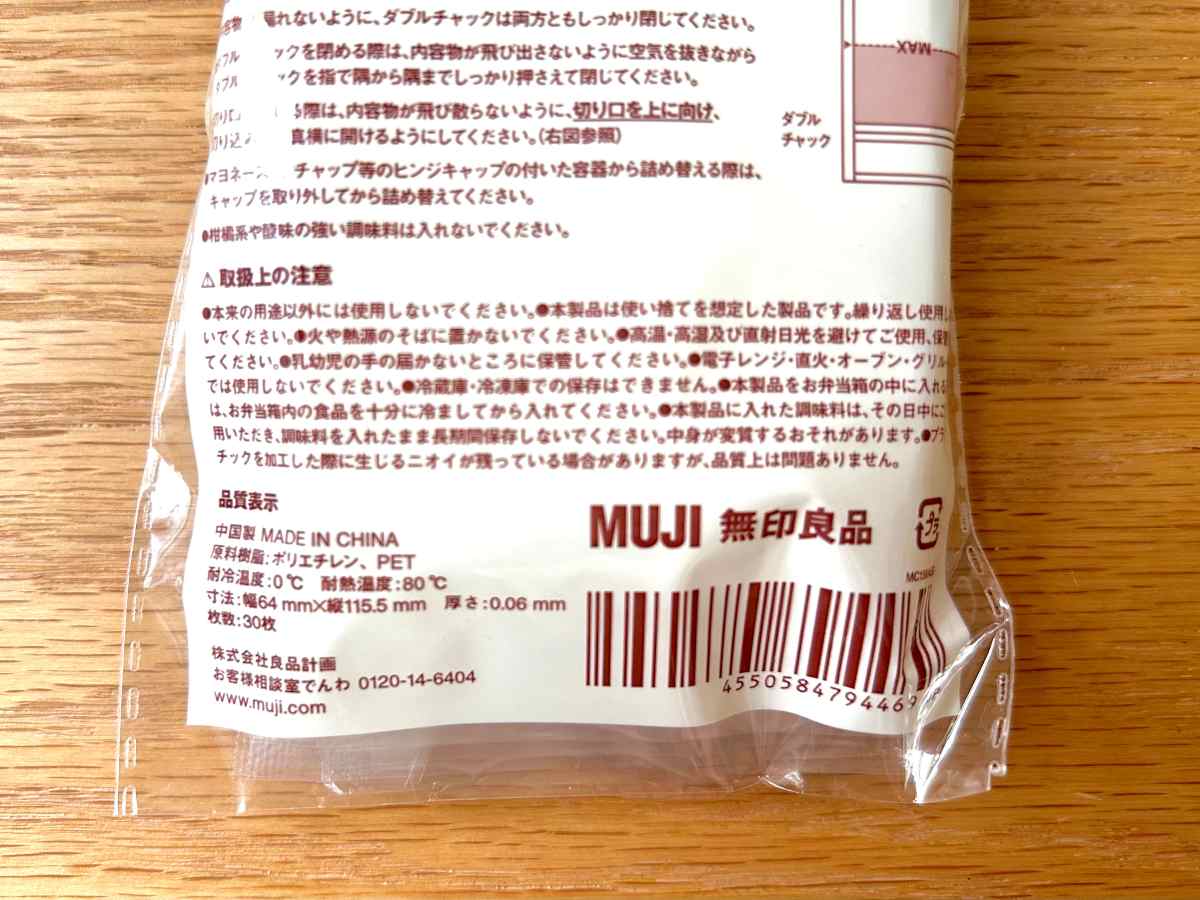 容物 漏れないように、ダブルチャックは両方ともしっかり閉じてください。
ックを閉める際は、内容物が飛び出さないように空気を抜きながら
ックを指で隅から隅までしっかり押さえて閉じてください。
る際は、内容物が飛び散らないように、切り口を上に向け、
切り込み 真横に開けるようにしてください。(右図参照)
●マヨネーズ チャップ等のヒンジキャップの付いた容器から詰め替える際は、
キャップを取り外してから詰め替えてください。
●柑橘系や酸味の強い調味料は入れないでください。
MAX
ダブル
チャック
⚠取扱上の注意
●本来の用途以外には使用しないでください。●本製品は使い捨てを想定した製品です。繰り返し使用し
いでください。●火や熱源のそばに置かないでください。●高温・高湿及び直射日光を避けてご使用、保管
てください。●乳幼児の手の届かないところに保管してください。●電子レンジ・直火・オーブン・グリル
では使用しないでください。●冷蔵庫・冷凍庫での保存はできません。●本製品をお弁当箱の中に入れる
は、お弁当箱内の食品を十分に冷ましてから入れてください。●本製品に入れた調味料は、その日中にご
用いただき、調味料を入れたまま長期間保存しないでください。中身が変質するおそれがあります。●プラ
チックを加工した際に生じるニオイが残っている場合がありますが、品質上は問題ありません。
品質表示
中国製 MADE IN CHINA
原料樹脂:ポリエチレン、PET
耐冷温度:0℃ 耐熱温度:80℃
寸法:幅64 mm×縦115.5 mm 厚さ:0.06 mm
枚数:30枚
株式会社良品計画
お客様相談室でんわ 0120-14-6404
www.muji.com
MUJI 無印良品
プラ
455058479446